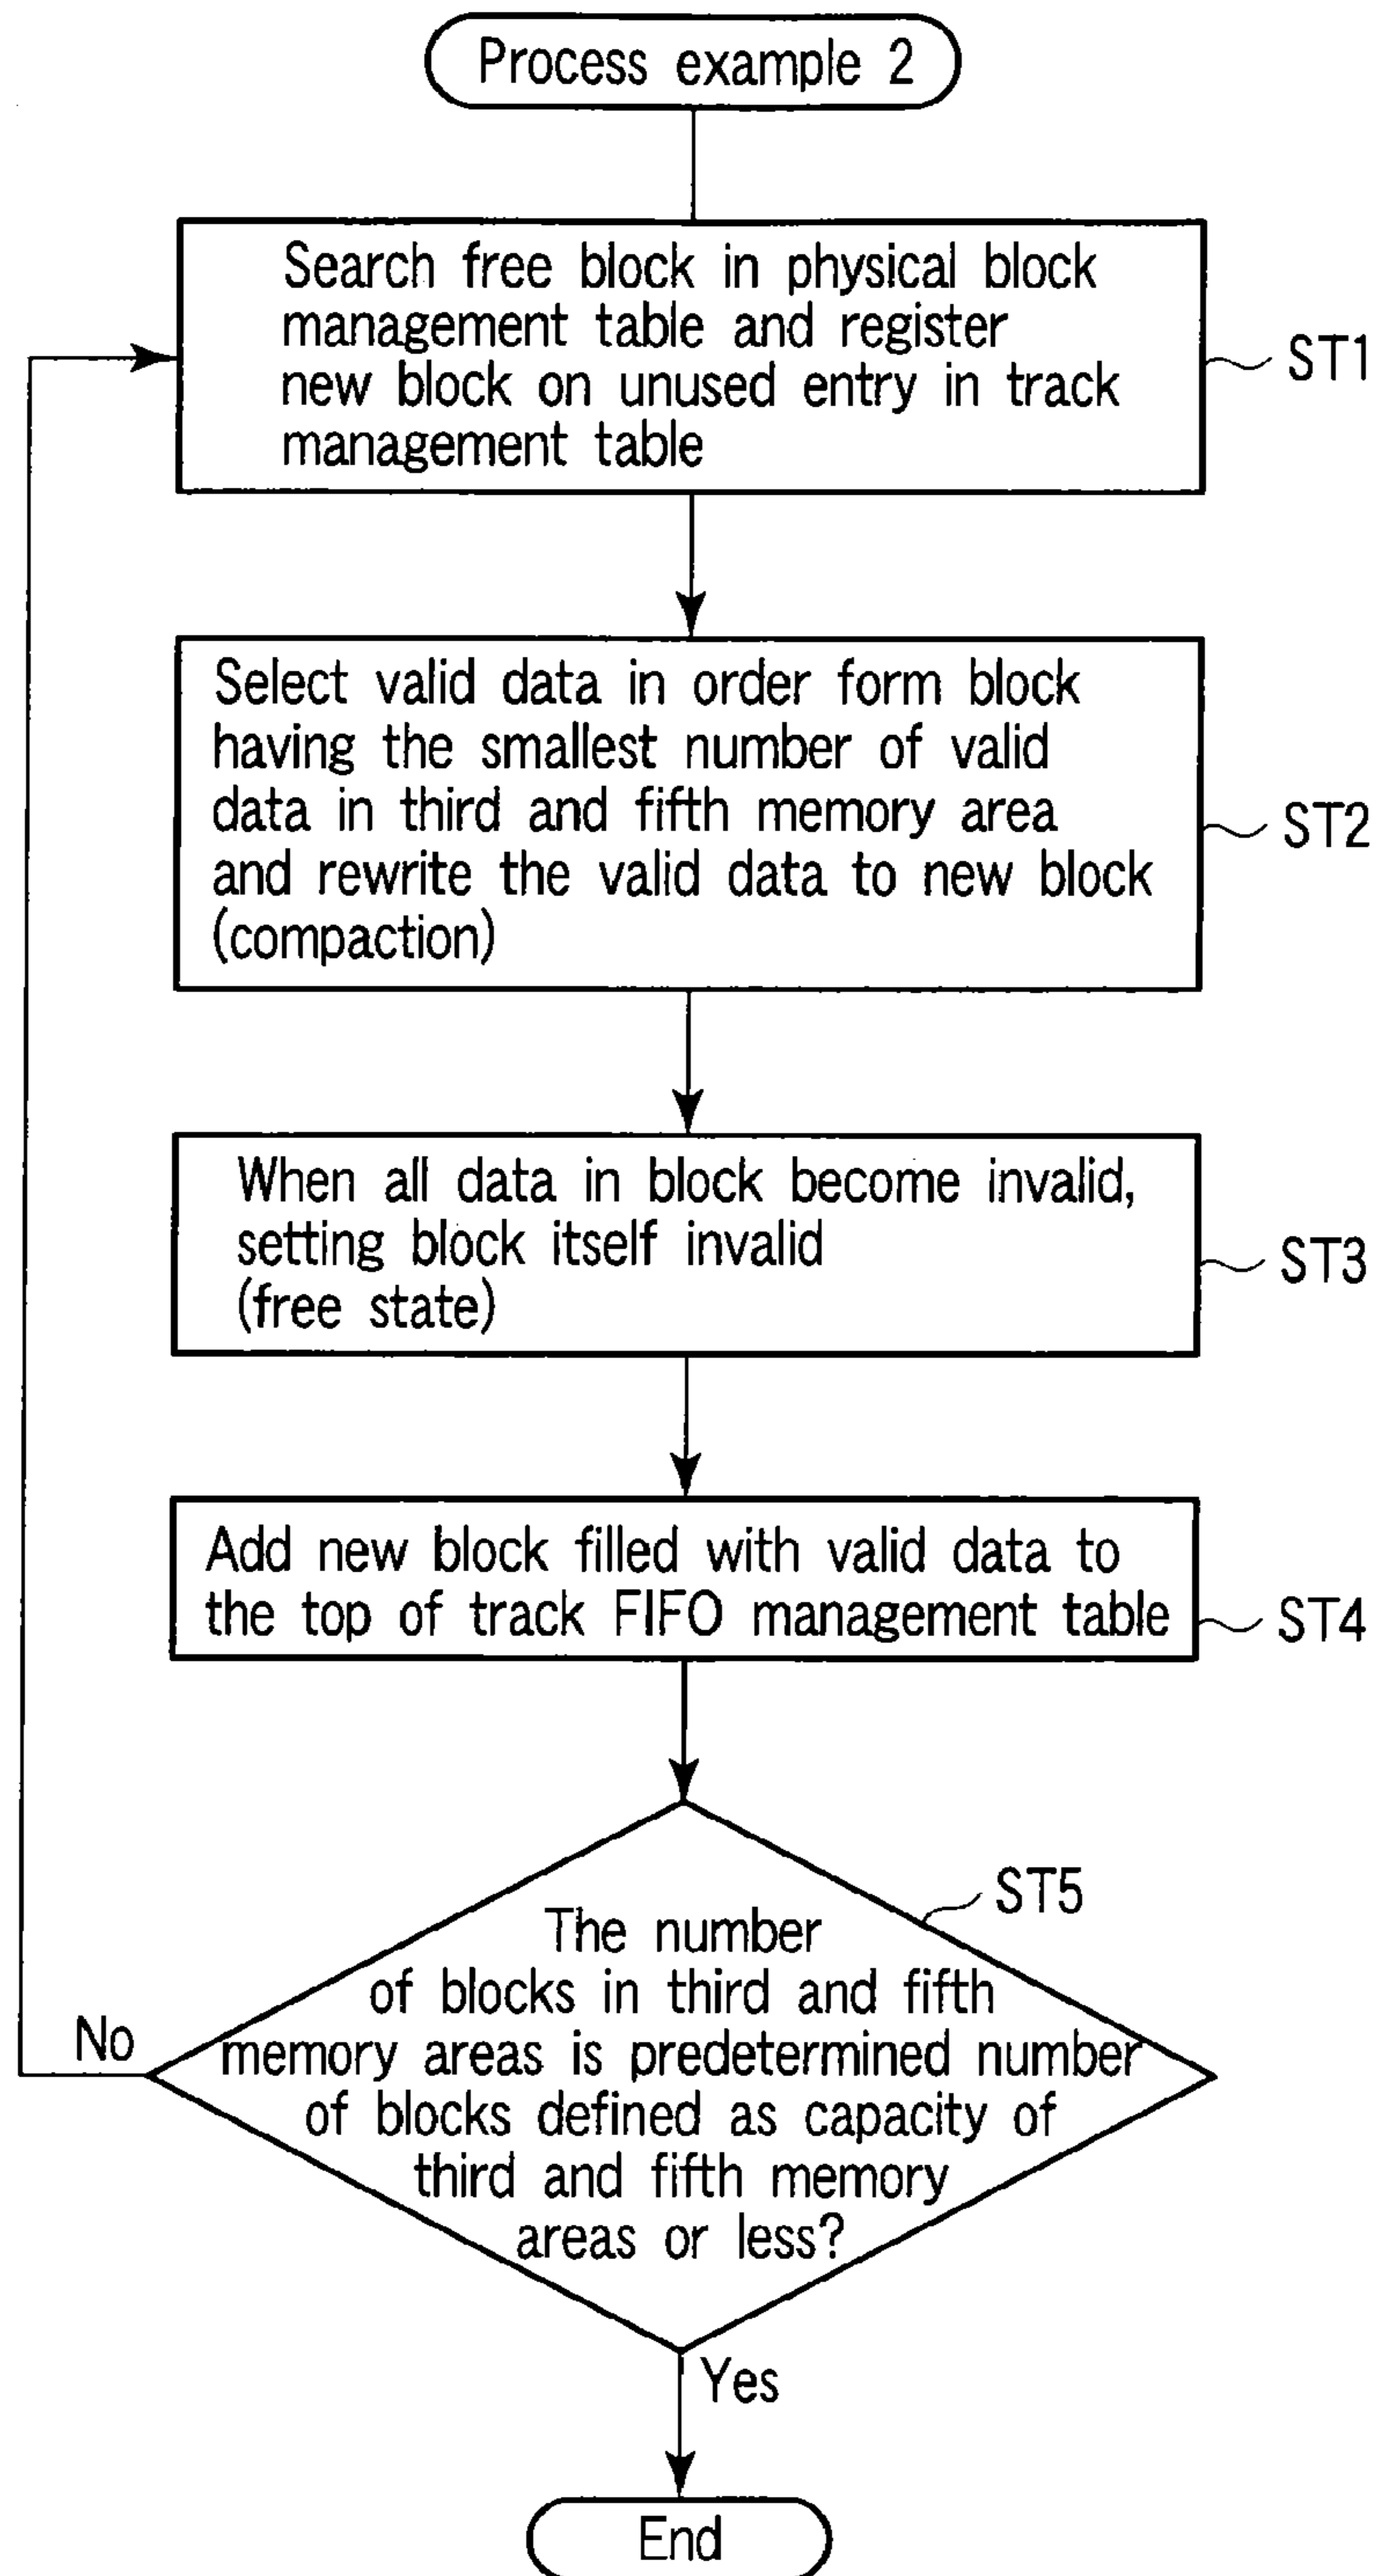 Process example 2
Search free block in physical block
management table and register
new block on unused entry in track
management table
ST1
Select valid data in order form block
having the smallest number of valid
data in third and fifth memory area
and rewrite the valid data to new block
(compaction)
ST2
When all data in block become invalid,
setting block itself invalid
(free state)
ST3
Add new block filled with valid data to
the top of track FIFO management table
ST4
ST5
The number
of blocks in third and fifth
memory areas is predetermined number
of blocks defined as capacity of
third and fifth memory
areas or less?
No
Yes
End